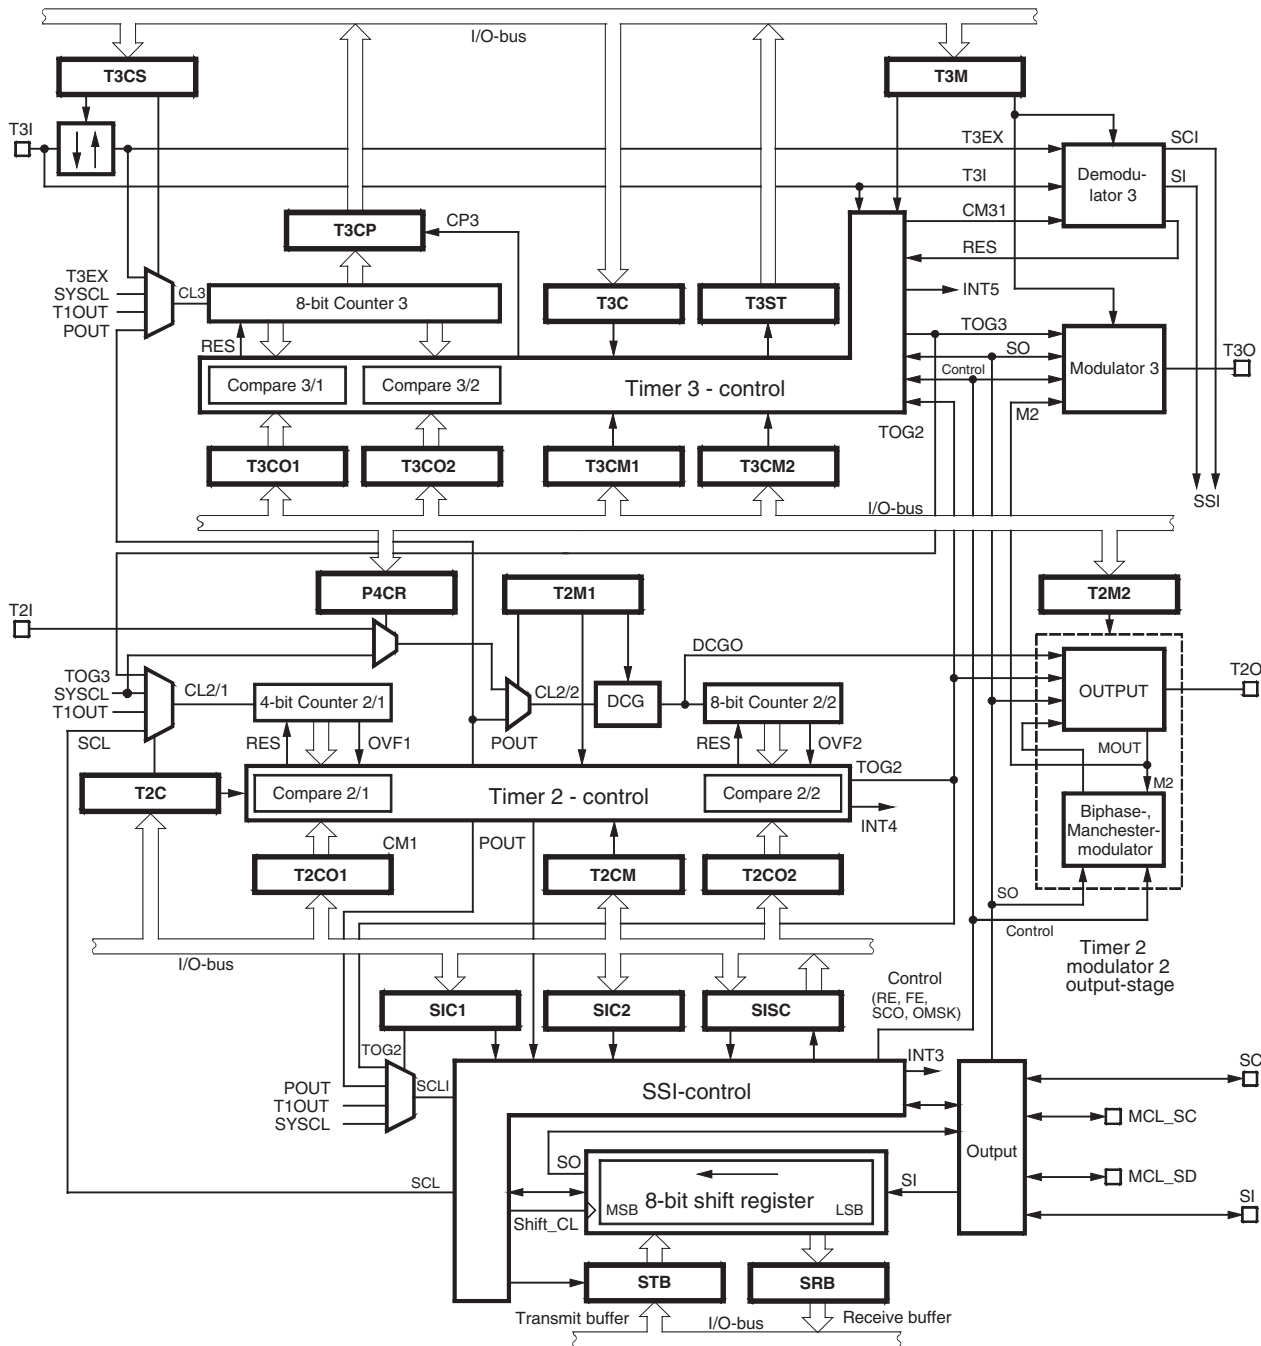 I/O-bus
T3CS
T3M
T3I
T3EX
SCI
Demodu-
lator 3
T3I
SI
T3CP
CP3
CM31
RES
T3EX
SYSCL
T1OUT
POUT
CL3
8-bit Counter 3
T3C
T3ST
INT5
RES
TOG3
SO
Control
M2
Modulator 3
T3O
Compare 3/1
Compare 3/2
Timer 3 - control
TOG2
T3CO1
T3CO2
T3CM1
T3CM2
SSI
I/O-bus
P4CR
T2M1
T2M2
T2I
DCGO
TOG3
SYSCL
T1OUT
SCL
CL2/1
4-bit Counter 2/1
CL2/2
DCG
8-bit Counter 2/2
OUTPUT
T2O
RES
OVF1
POUT
RES
OVF2
MOUT
TOG2
M2
T2C
Compare 2/1
Timer 2 - control
Compare 2/2
INT4
Biphase-,
Manchester-
modulator
CM1
POUT
T2CO1
T2CM
T2CO2
SO
Control
Timer 2
modulator 2
output-stage
I/O-bus
Control
(RE, FE,
SCO, OMSK)
SIC1
SIC2
SISC
TOG2
INT3
POUT
T1OUT
SYSCL
SCLI
SSI-control
SC
MCL_SC
Output
SO
SI
MCL_SD
SCL
8-bit shift register
MSB
LSB
Shift_CL
SI
STB
SRB
Transmit buffer
I/O-bus
Receive buffer